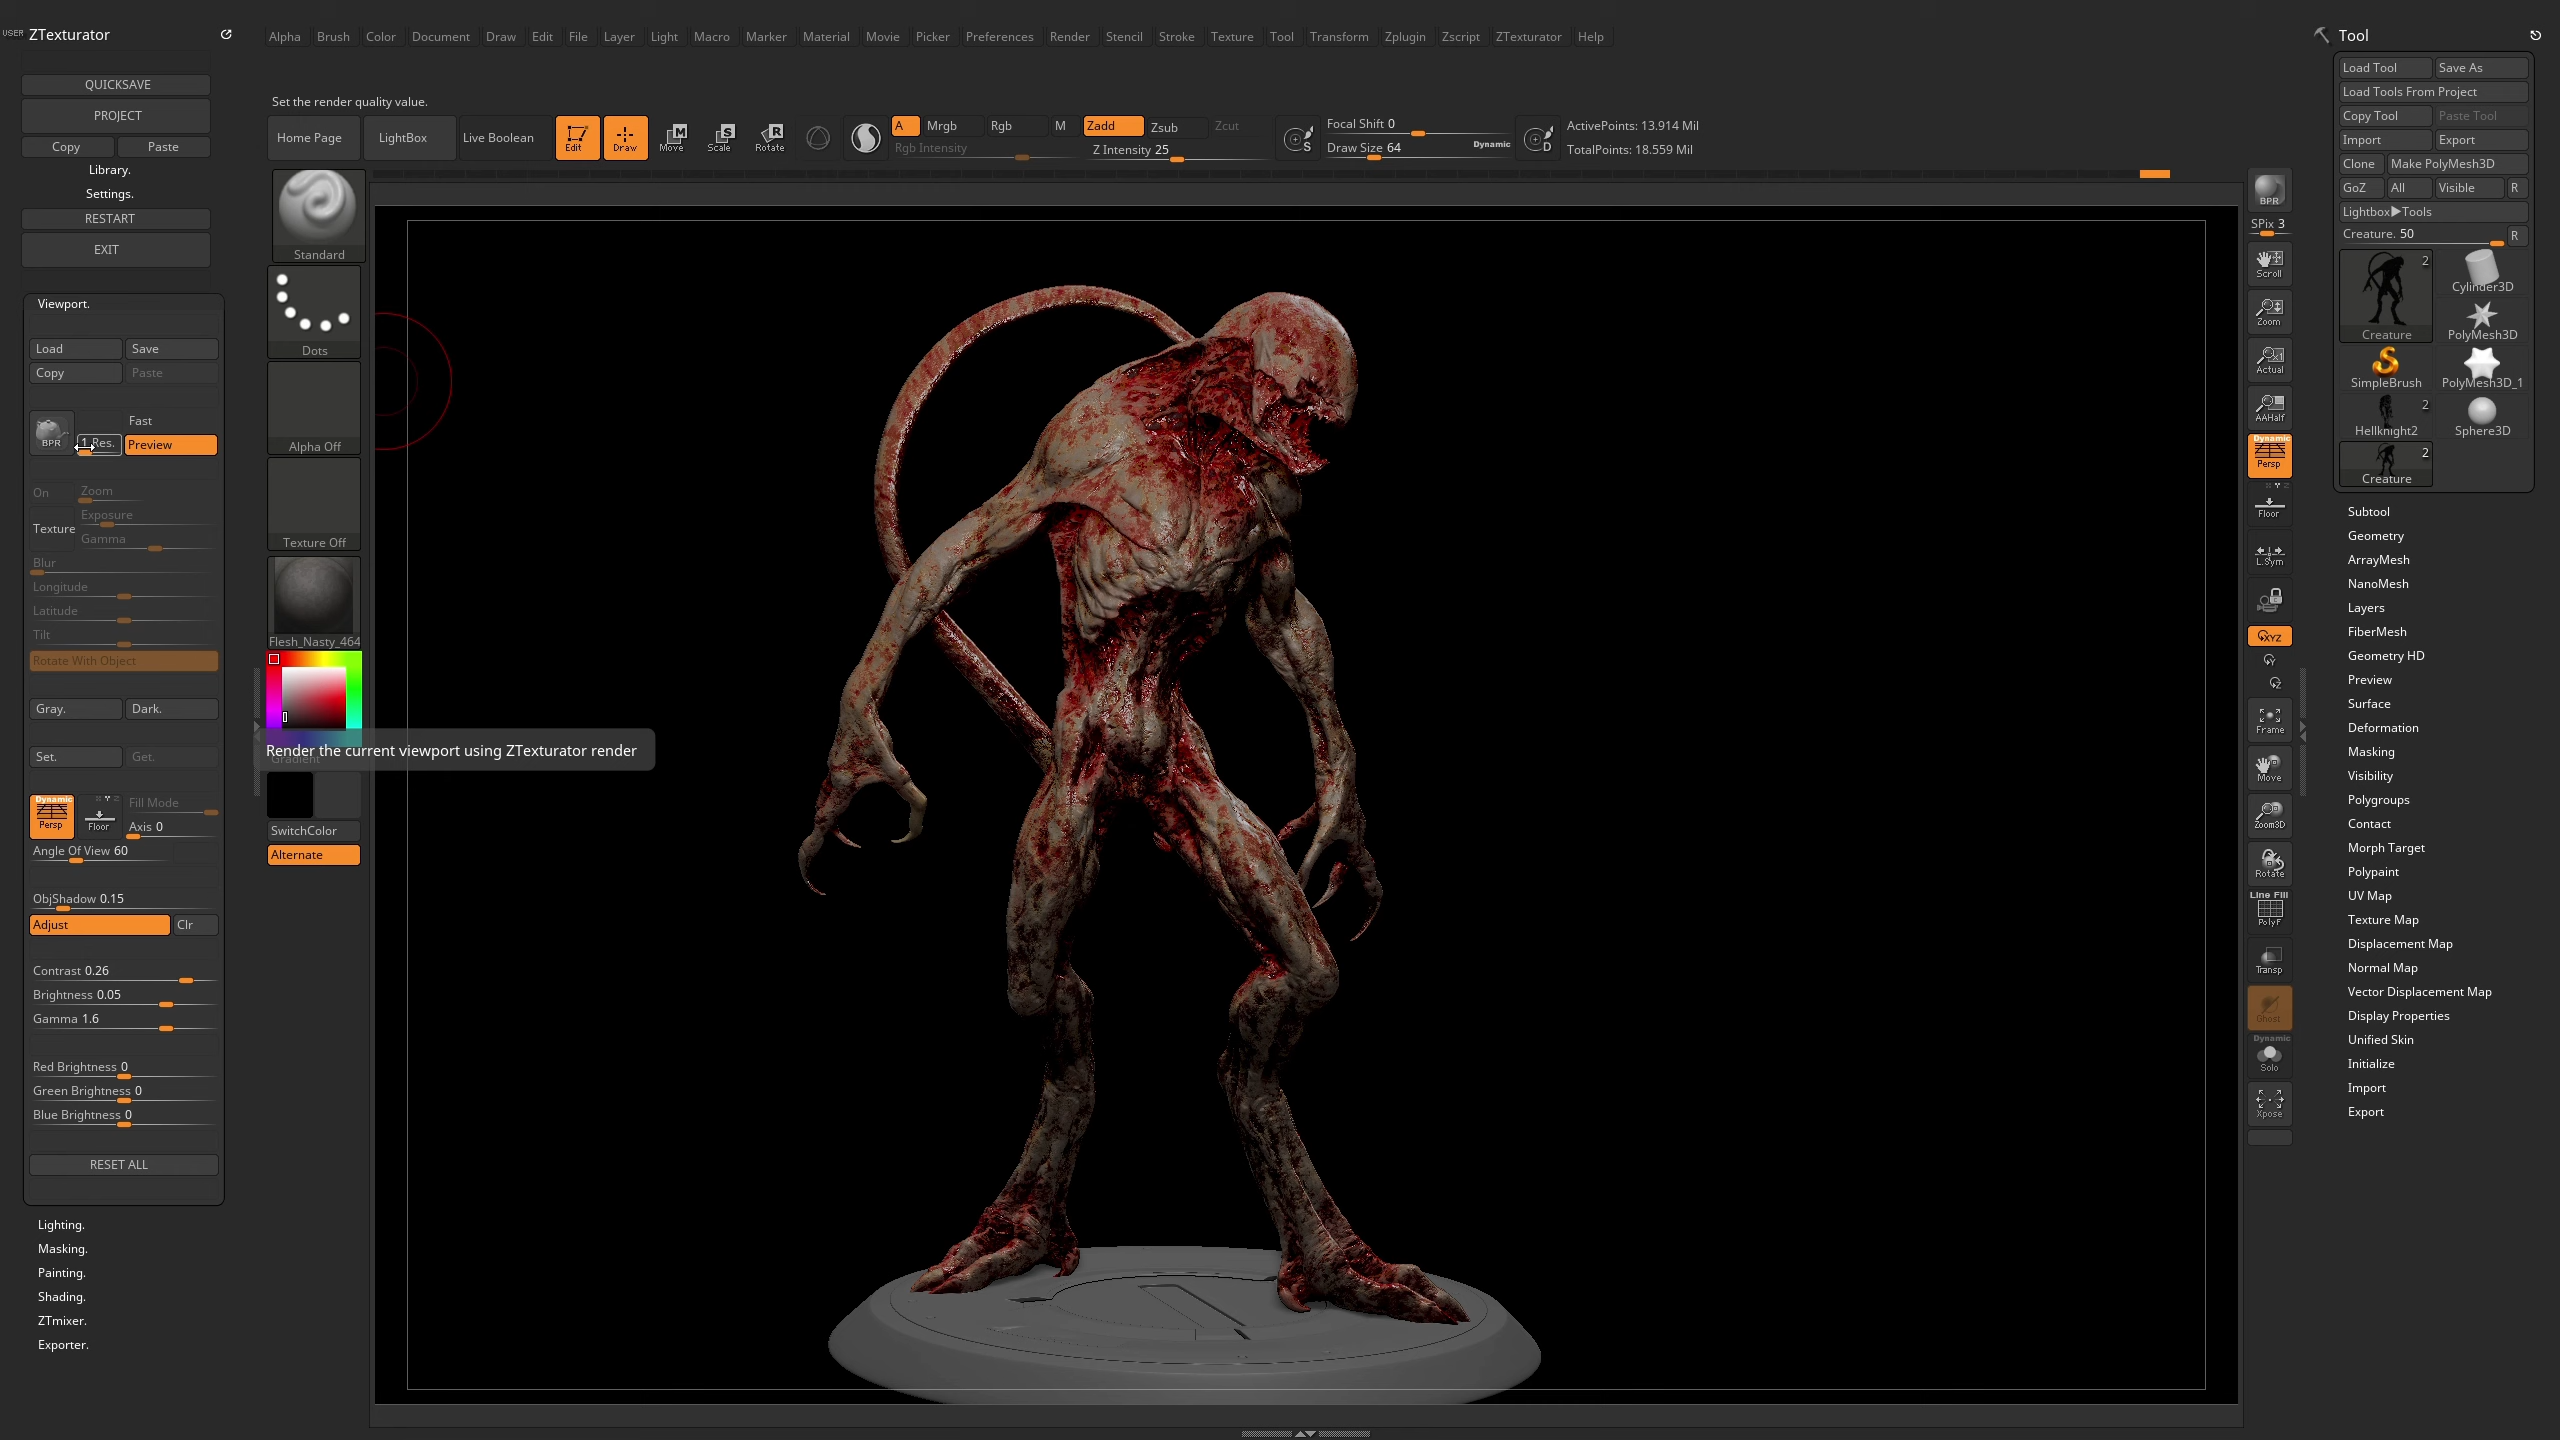 USER ZTexturator
Alpha Brush Color Document Draw Edit File Layer Light Macro Marker Material Movie Picker Preferences Render Stencil Stroke Texture Tool Transform Zplugin Zscript ZTexturator Help
Tool
QUICKSAVE
PROJECT
Copy Paste
Library.
Settings.
RESTART
EXIT
Viewport.
Load Save
Copy Paste
BPR 1 Res. Fast
Preview
On Zoom
Exposure
Texture
Gamma
Blur
Longitude
Latitude
Tilt
Rotate With Object
Gray. Dark.
Set. Get.
Dynamic
Persp
Floor
Fill Mode
Axis 0
Angle Of View 60
ObjShadow 0.15
Adjust Clr
Contrast 0.26
Brightness 0.05
Gamma 1.6
Red Brightness 0
Green Brightness 0
Blue Brightness 0
RESET ALL
Lighting.
Masking.
Painting.
Shading.
ZTmixer.
Exporter.
Set the render quality value.
Home Page LightBox Live Boolean Edit Draw Move Scale Rotate
A Mrgb Rgb M Zadd Zsub Zcut
Rgb Intensity Z Intensity 25
Focal Shift 0
Draw Size 64 Dynamic
ActivePoints: 13.914 Mil
TotalPoints: 18.559 Mil
Standard
Dots
Alpha Off
Texture Off
Flesh_Nasty_464
Render the current viewport using ZTexturator render
Gradient
SwitchColor
Alternate
BPR
SPix 3
Scroll
Zoom
Actual
AAHalf
Dynamic
Persp
Floor
L.Sym
XYZ
Frame
Move
Zoom3D
Rotate
Line Fill
PolyF
Transp
Ghost
Dynamic
Solo
Xpose
Load Tool Save As
Load Tools From Project
Copy Tool Paste Tool
Import Export
Clone Make PolyMesh3D
GoZ All Visible R
Lightbox▶Tools
Creature. 50 R
2
Creature
Cylinder3D
PolyMesh3D
SimpleBrush PolyMesh3D_1
2
Hellknight2 Sphere3D
2
Creature
Subtool
Geometry
ArrayMesh
NanoMesh
Layers
FiberMesh
Geometry HD
Preview
Surface
Deformation
Masking
Visibility
Polygroups
Contact
Morph Target
Polypaint
UV Map
Texture Map
Displacement Map
Normal Map
Vector Displacement Map
Display Properties
Unified Skin
Initialize
Import
Export